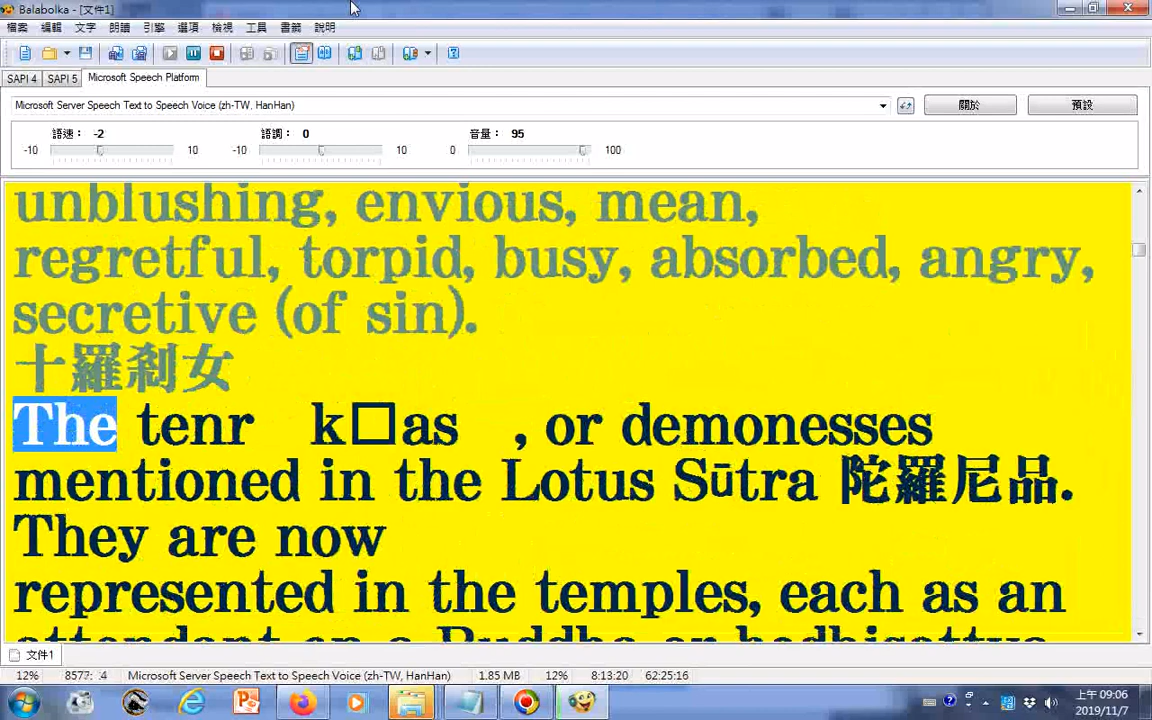 Balabolka - [文件1]
檔案 編輯 文字 朗讀 引擎 選項 檢視 工具 書籤 說明
SAPI 4 SAPI 5 Microsoft Speech Platform
Microsoft Server Speech Text to Speech Voice (zh-TW, HanHan) 關於 預設
語速： -2 語調： 0 音量： 95
-10 10 -10 10 0 100
unblushing, envious, mean,
regretful, torpid, busy, absorbed, angry,
secretive (of sin).
十羅剎女
The tenr k□as , or demonesses
mentioned in the Lotus Sūtra 陀羅尼品.
They are now
represented in the temples, each as an
attendant on a Buddha or bodhisattva
文件1
12% 8577: :4 Microsoft Server Speech Text to Speech Voice (zh-TW, HanHan) 1.85 MB 12% 8:13:20 62:25:16
上午 09:06
2019/11/7